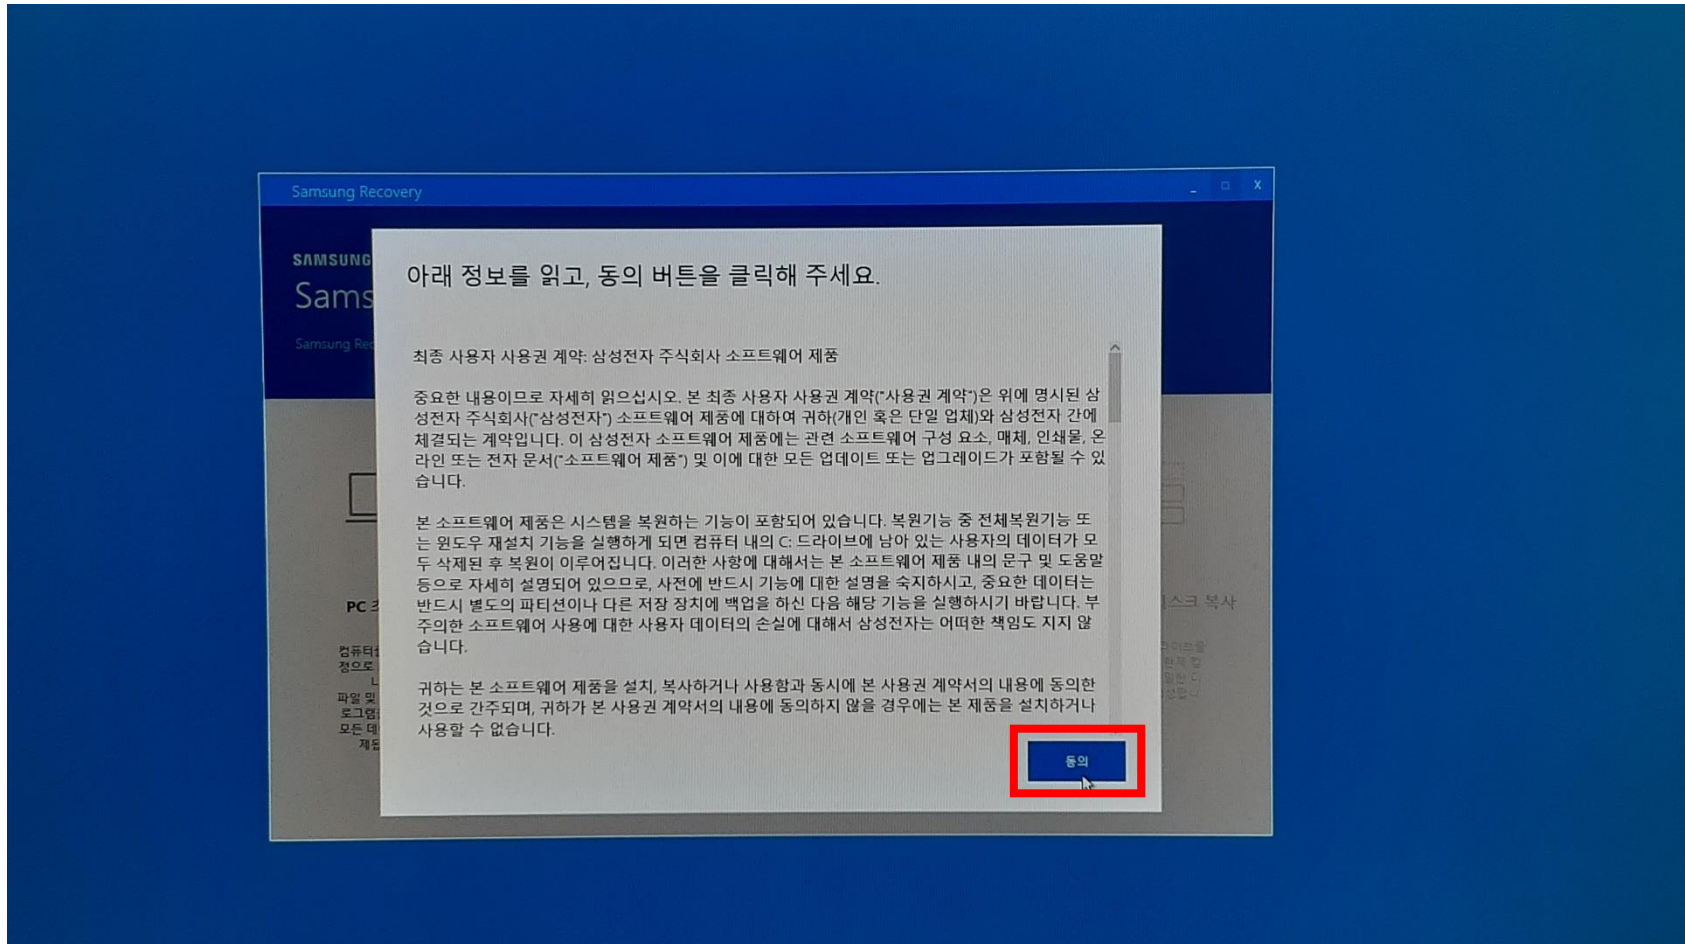 Samsung Recovery
SAMSUNG
아래 정보를 읽고, 동의 버튼을 클릭해 주세요.
최종 사용자 사용권 계약: 삼성전자 주식회사 소프트웨어 제품
중요한 내용이므로 자세히 읽으십시오. 본 최종 사용자 사용권 계약("사용권 계약")은 위에 명시된 삼
성전자 주식회사("삼성전자") 소프트웨어 제품에 대하여 귀하(개인 혹은 단일 업체)와 삼성전자 간에
체결되는 계약입니다. 이 삼성전자 소프트웨어 제품에는 관련 소프트웨어 구성 요소, 매체, 인쇄물, 온
라인 또는 전자 문서("소프트웨어 제품") 및 이에 대한 모든 업데이트 또는 업그레이드가 포함될 수 있
습니다.
본 소프트웨어 제품은 시스템을 복원하는 기능이 포함되어 있습니다. 복원기능 중 전체복원기능 또
는 윈도우 재설치 기능을 실행하게 되면 컴퓨터 내의 C: 드라이브에 남아 있는 사용자의 데이터가 모
두 삭제된 후 복원이 이루어집니다. 이러한 사항에 대해서는 본 소프트웨어 제품 내의 문구 및 도움말
등으로 자세히 설명되어 있으므로, 사전에 반드시 기능에 대한 설명을 숙지하시고, 중요한 데이터는
반드시 별도의 파티션이나 다른 저장 장치에 백업을 하신 다음 해당 기능을 실행하시기 바랍니다. 부
주의한 소프트웨어 사용에 대한 사용자 데이터의 손실에 대해서 삼성전자는 어떠한 책임도 지지 않
습니다.
귀하는 본 소프트웨어 제품을 설치, 복사하거나 사용함과 동시에 본 사용권 계약서의 내용에 동의한
것으로 간주되며, 귀하가 본 사용권 계약서의 내용에 동의하지 않을 경우에는 본 제품을 설치하거나
사용할 수 없습니다.
동의
Sams
Samsung Rec
PC
정으로
파일 및
모든
복사